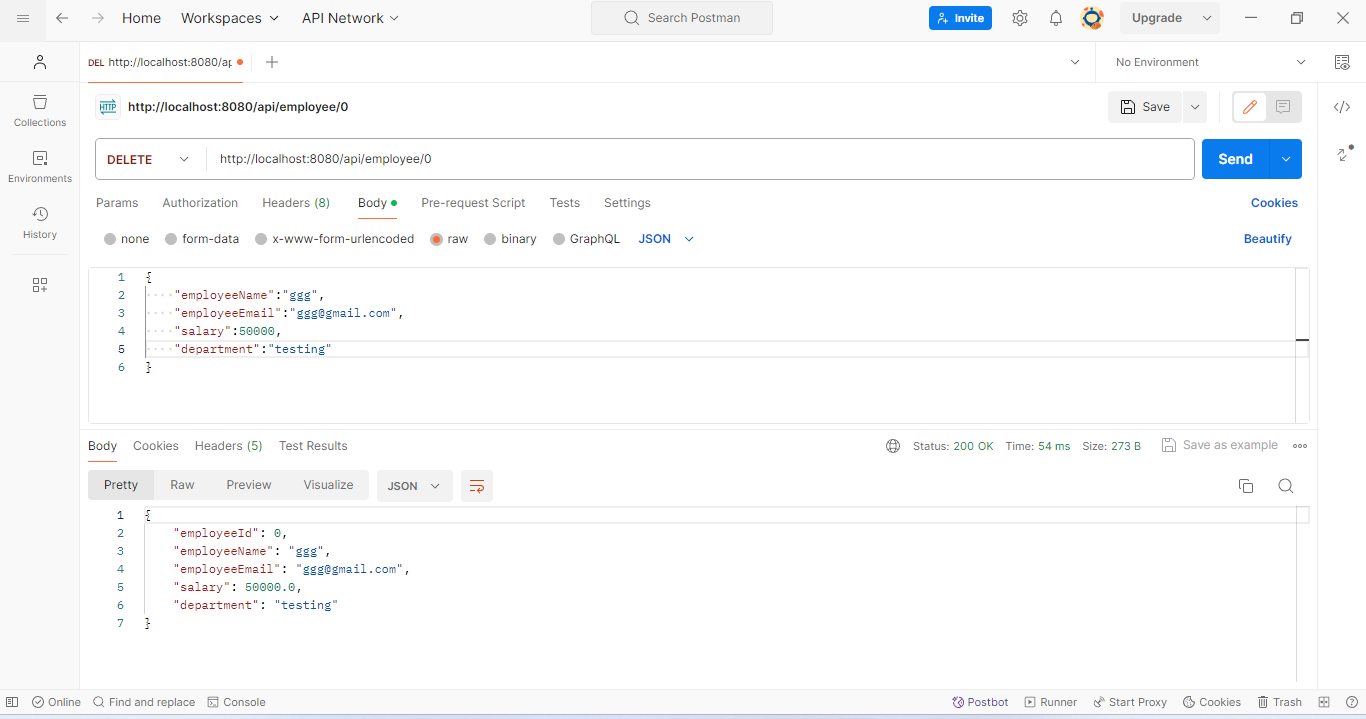 Home Workspaces API Network Search Postman Invite Upgrade
DEL http://localhost:8080/ap No Environment
HTTP http://localhost:8080/api/employee/0 Save
DELETE http://localhost:8080/api/employee/0 Send
Collections
Environments
History
Params Authorization Headers (8) Body Pre-request Script Tests Settings Cookies
none form-data x-www-form-urlencoded raw binary GraphQL JSON Beautify
1 {
2 "employeeName":"ggg",
3 "employeeEmail":"ggg@gmail.com",
4 "salary":50000,
5 "department":"testing"
6 }
Body Cookies Headers (5) Test Results Status: 200 OK Time: 54 ms Size: 273 B Save as example
Pretty Raw Preview Visualize JSON
1 {
2 "employeeId": 0,
3 "employeeName": "ggg",
4 "employeeEmail": "ggg@gmail.com",
5 "salary": 50000.0,
6 "department": "testing"
7 }
Online Find and replace Console Postbot Runner Start Proxy Cookies Trash